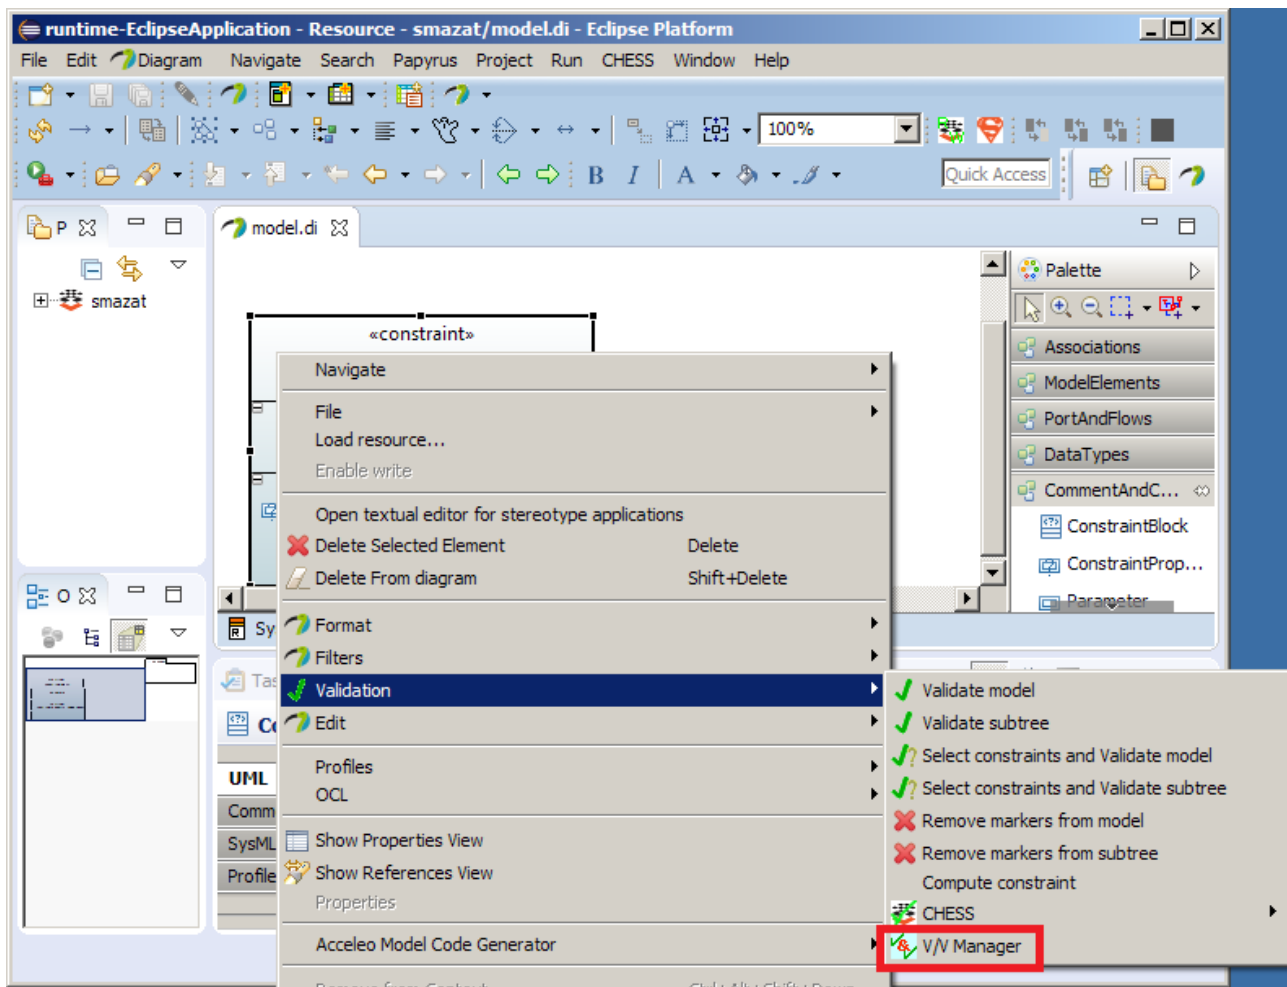 runtime-EclipseApplication - Resource - smazat/model.di - Eclipse Platform
File Edit Diagram Navigate Search Papyrus Project Run CHESS Window Help
100%
B I A Quick Access
P model.di
Palette
smazat
«constraint»
Associations
ModelElements
PortAndFlows
DataTypes
CommentAndC...
ConstraintBlock
ConstraintProp...
Parameter
Navigate
File
Load resource...
Enable write
Open textual editor for stereotype applications
Delete Selected Element Delete
Delete From diagram Shift+Delete
Format
Filters
Validation
Edit
Profiles
OCL
Show Properties View
Show References View
Properties
Acceleo Model Code Generator
O
Sy
Tas
Co
UML
Comm
SysML
Profile
Validate model
Validate subtree
Select constraints and Validate model
Select constraints and Validate subtree
Remove markers from model
Remove markers from subtree
Compute constraint
CHESS
V/V Manager